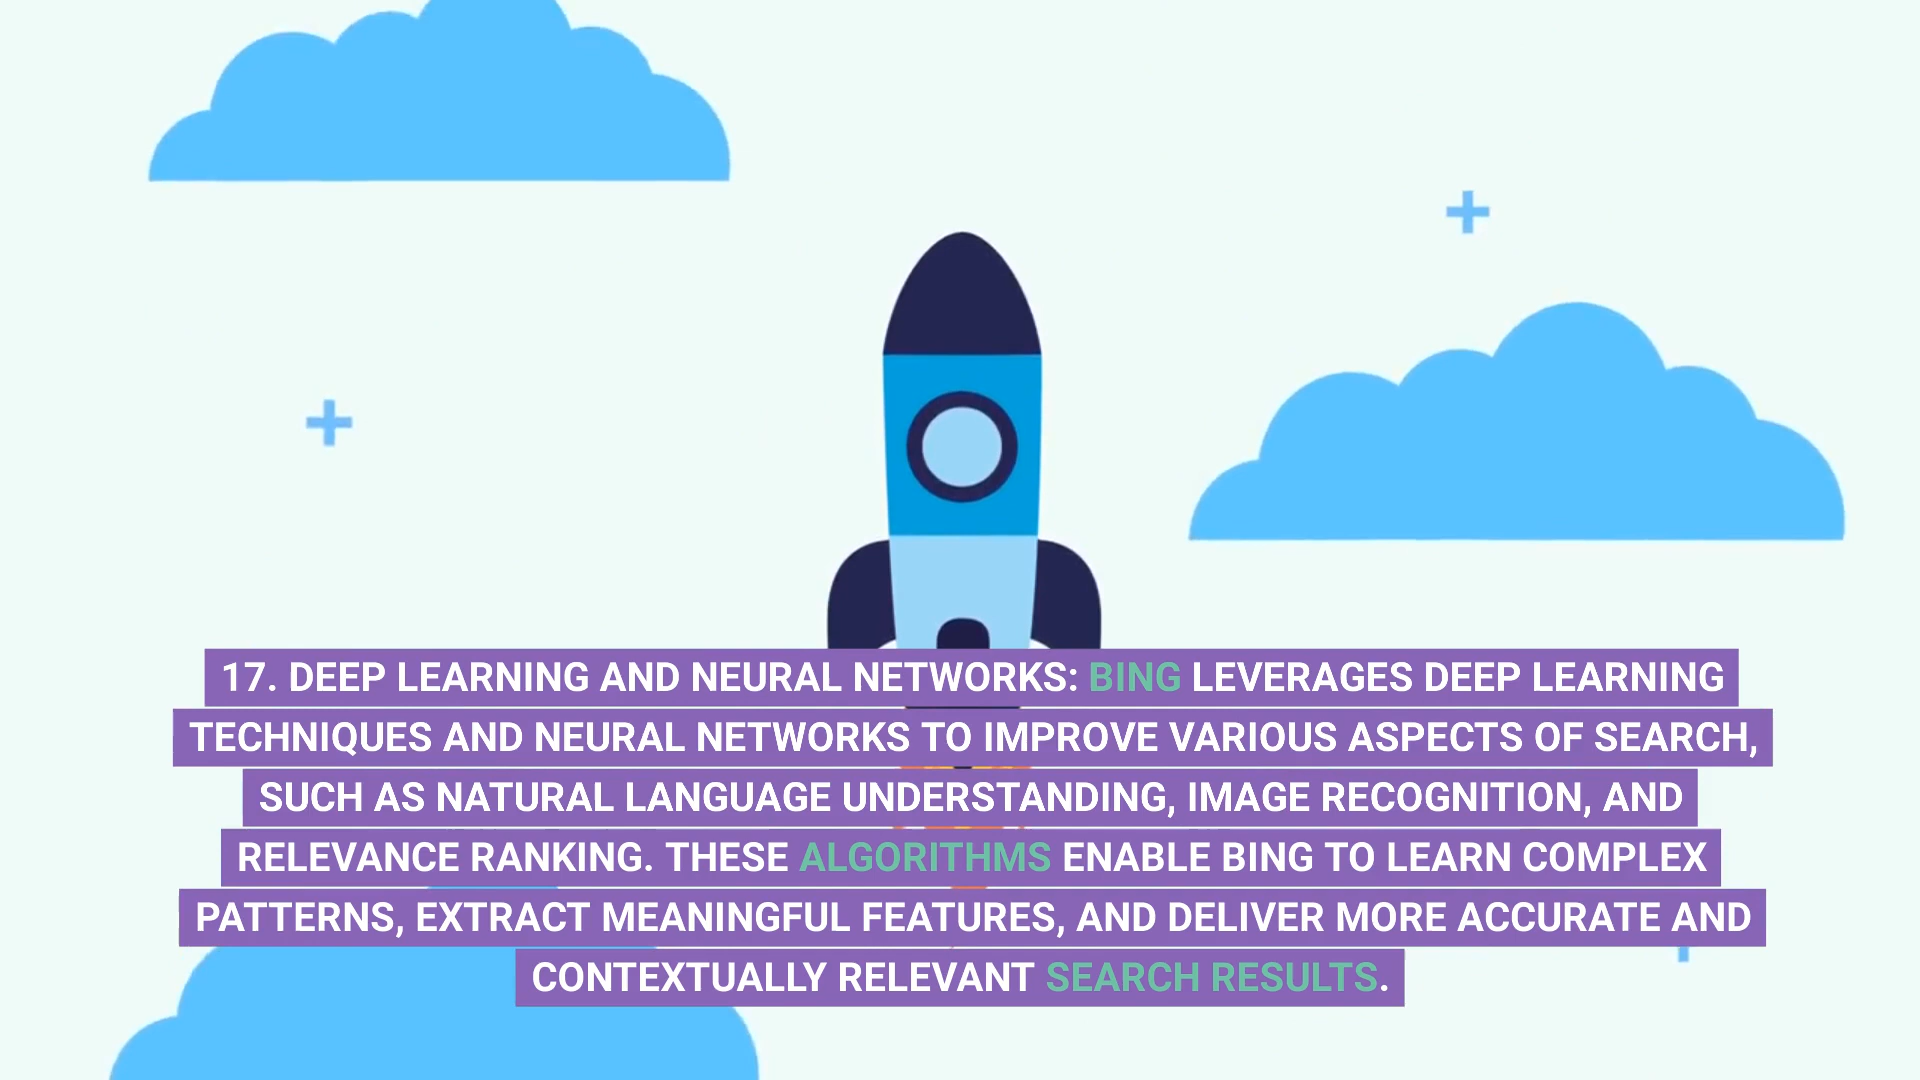 17. DEEP LEARNING AND NEURAL NETWORKS: BING LEVERAGES DEEP LEARNING
TECHNIQUES AND NEURAL NETWORKS TO IMPROVE VARIOUS ASPECTS OF SEARCH,
SUCH AS NATURAL LANGUAGE UNDERSTANDING, IMAGE RECOGNITION, AND
RELEVANCE RANKING. THESE ALGORITHMS ENABLE BING TO LEARN COMPLEX
PATTERNS, EXTRACT MEANINGFUL FEATURES, AND DELIVER MORE ACCURATE AND
CONTEXTUALLY RELEVANT SEARCH RESULTS.